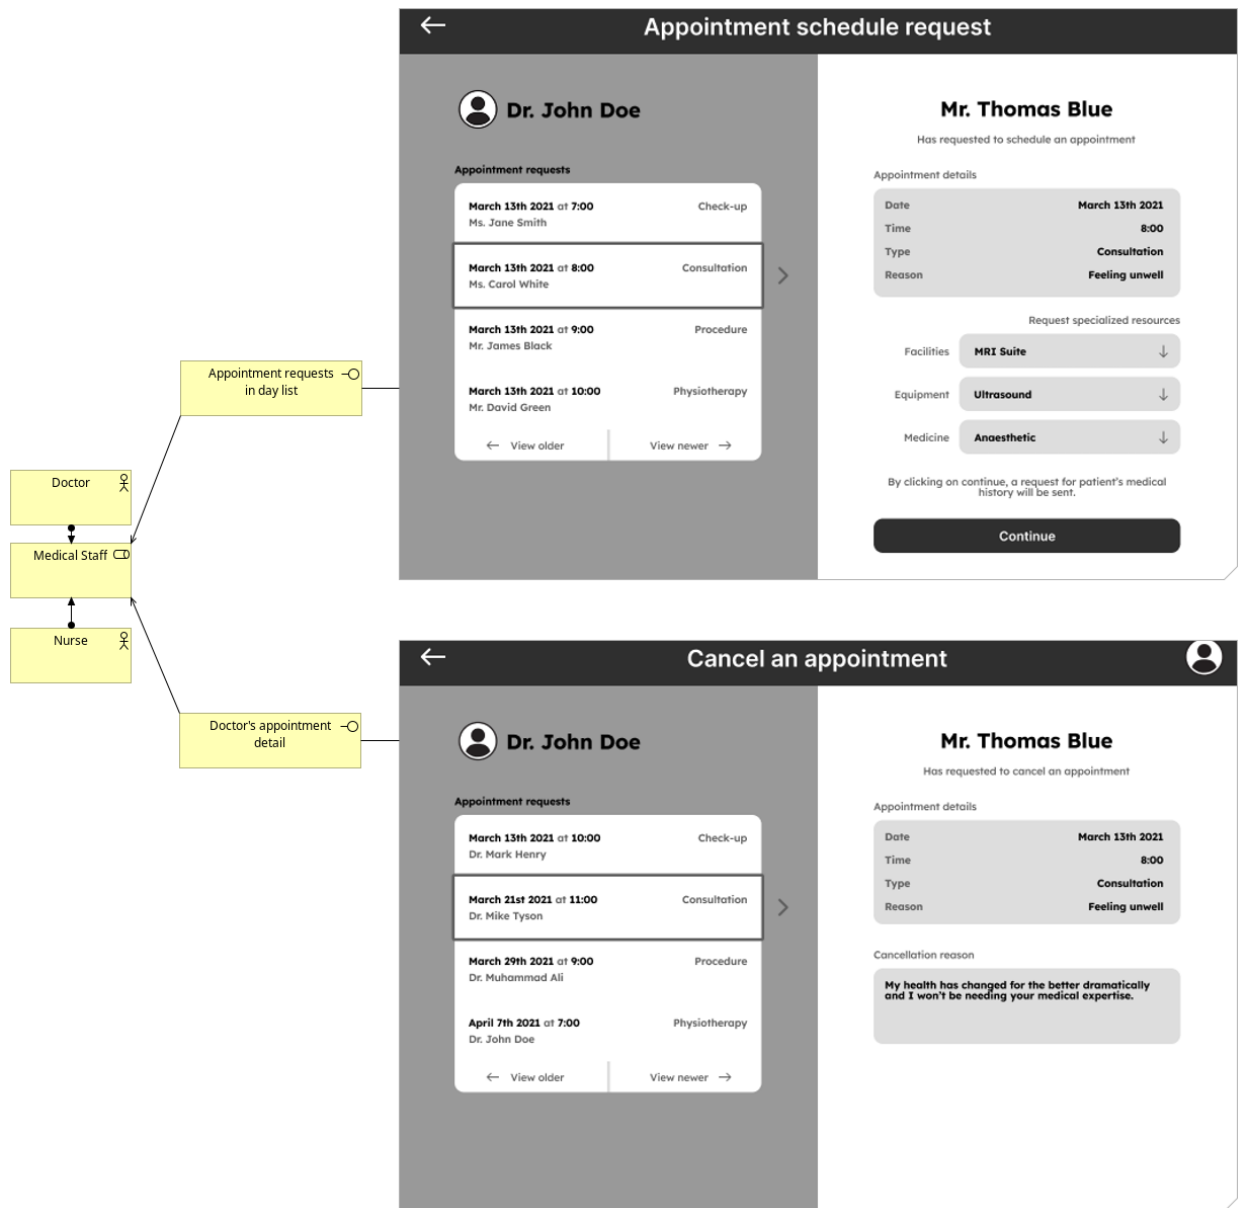 Appointment schedule request
Dr. John Doe
Appointment requests
March 13th 2021 at 7:00 Check-up
Ms. Jane Smith
March 13th 2021 at 8:00 Consultation
Ms. Carol White
March 13th 2021 at 9:00 Procedure
Mr. James Black
March 13th 2021 at 10:00 Physiotherapy
Mr. David Green
View older View newer
Mr. Thomas Blue
Has requested to schedule an appointment
Appointment details
Date March 13th 2021
Time 8:00
Type Consultation
Reason Feeling unwell
Request specialized resources
Facilities MRI Suite
Equipment Ultrasound
Medicine Anaesthetic
By clicking on continue, a request for patient's medical
history will be sent.
Continue
Appointment requests
in day list
Doctor
Medical Staff
Nurse
Doctor's appointment
detail
Cancel an appointment
Dr. John Doe
Appointment requests
March 13th 2021 at 10:00 Check-up
Dr. Mark Henry
March 21st 2021 at 11:00 Consultation
Dr. Mike Tyson
March 29th 2021 at 9:00 Procedure
Dr. Muhammad Ali
April 7th 2021 at 7:00 Physiotherapy
Dr. John Doe
View older View newer
Mr. Thomas Blue
Has requested to cancel an appointment
Appointment details
Date March 13th 2021
Time 8:00
Type Consultation
Reason Feeling unwell
Cancellation reason
My health has changed for the better dramatically
and I won't be needing your medical expertise.